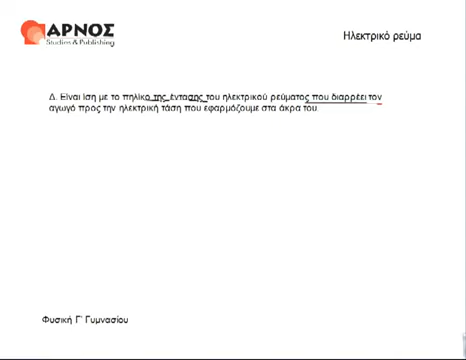 ΑΡΝΟΣ
Studies & Publishing
Ηλεκτρικό ρεύμα
Δ. Είναι ίση με το πηλίκο της έντασης του ηλεκτρικού ρεύματος που διαρρέει τον
αγωγό προς την ηλεκτρική τάση που εφαρμόζουμε στα άκρα του.
Φυσική Γ' Γυμνασίου